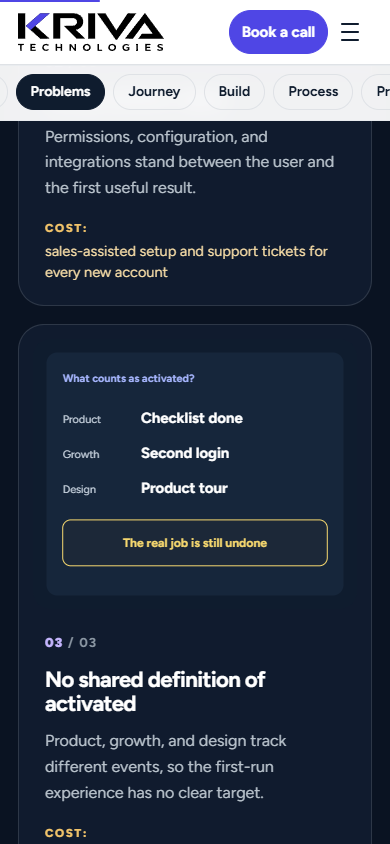 KRIVA
TECHNOLOGIES
Book a call
Problems
Journey
Build
Process
Pr
Permissions, configuration, and
integrations stand between the user and
the first useful result.
COST:
sales-assisted setup and support tickets for
every new account
What counts as activated?
Product Checklist done
Growth Second login
Design Product tour
The real job is still undone
03 / 03
No shared definition of
activated
Product, growth, and design track
different events, so the first-run
experience has no clear target.
COST: